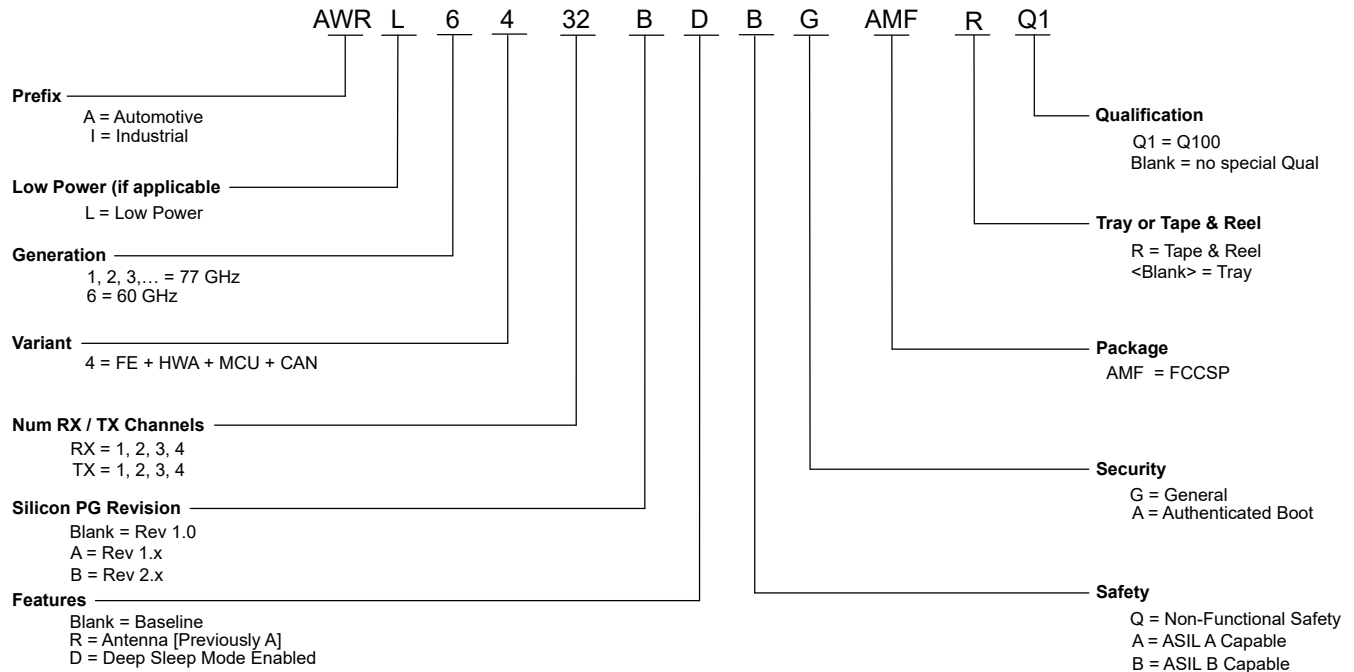 AWR L 6 4 32 B D B G AMF R Q1
Prefix
A = Automotive
I = Industrial
Low Power (if applicable
L = Low Power
Generation
1, 2, 3,... = 77 GHz
6 = 60 GHz
Variant
4 = FE + HWA + MCU + CAN
Num RX / TX Channels
RX = 1, 2, 3, 4
TX = 1, 2, 3, 4
Silicon PG Revision
Blank = Rev 1.0
A = Rev 1.x
B = Rev 2.x
Features
Blank = Baseline
R = Antenna [Previously A]
D = Deep Sleep Mode Enabled
Qualification
Q1 = Q100
Blank = no special Qual
Tray or Tape & Reel
R = Tape & Reel
<Blank> = Tray
Package
AMF = FCCSP
Security
G = General
A = Authenticated Boot
Safety
Q = Non-Functional Safety
A = ASIL A Capable
B = ASIL B Capable